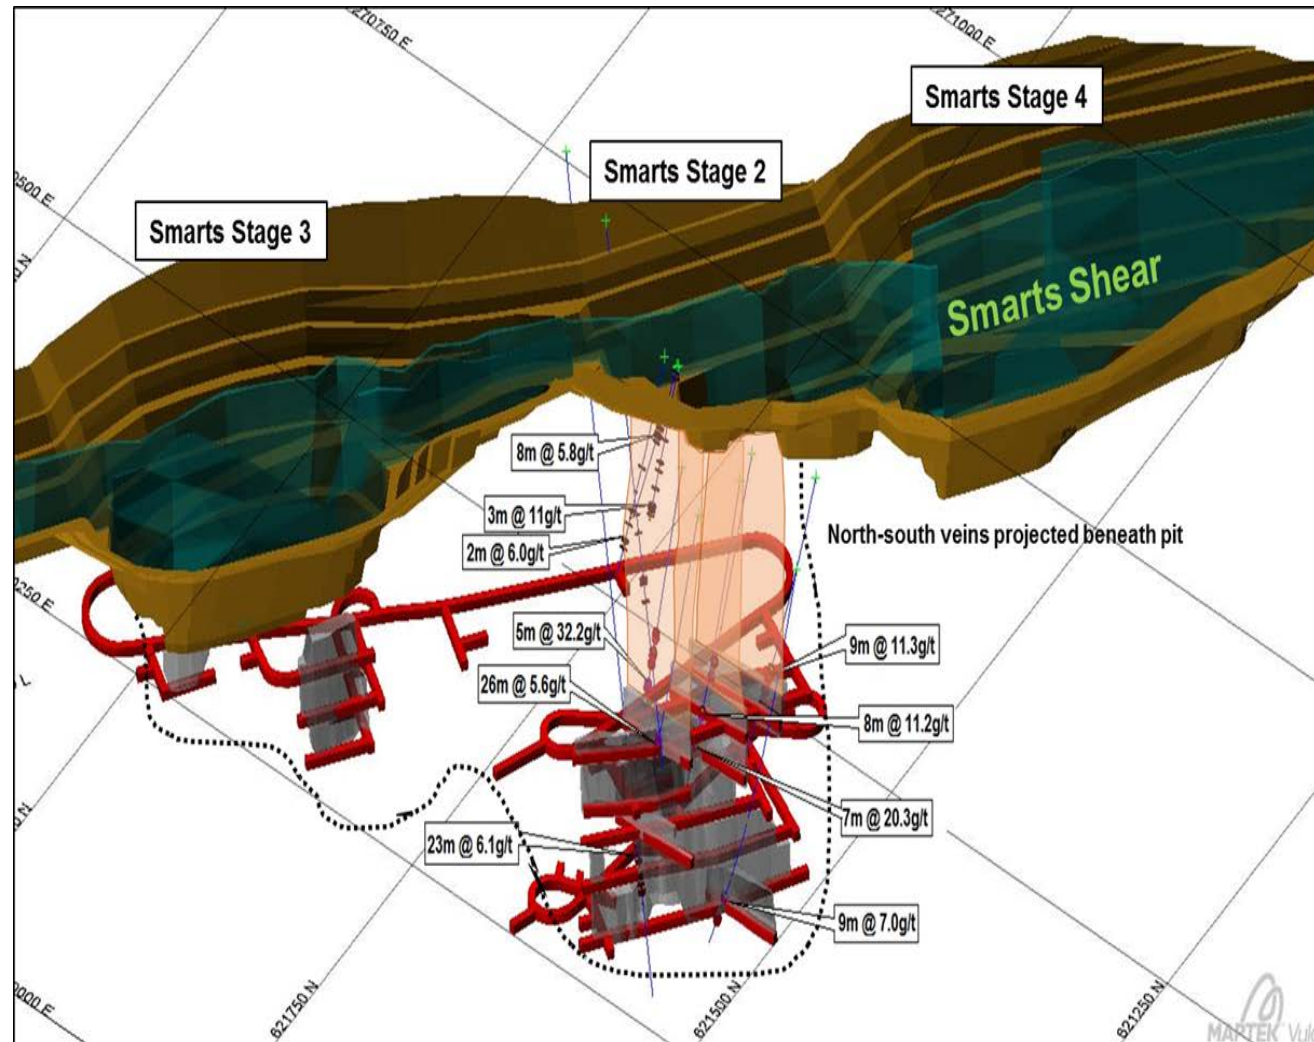 270750 E
271000 E
Smarts Stage 4
Smarts Stage 2
Smarts Stage 3
Smarts Shear
8m @ 5.8g/t
3m @ 11g/t
2m @ 6.0g/t
North-south veins projected beneath pit
5m @ 32.2g/t
9m @ 11.3g/t
26m @ 5.6g/t
8m @ 11.2g/t
7m @ 20.3g/t
23m @ 6.1g/t
9m @ 7.0g/t
621750 N
621500 N
621250 N
MAPTEK Vulc